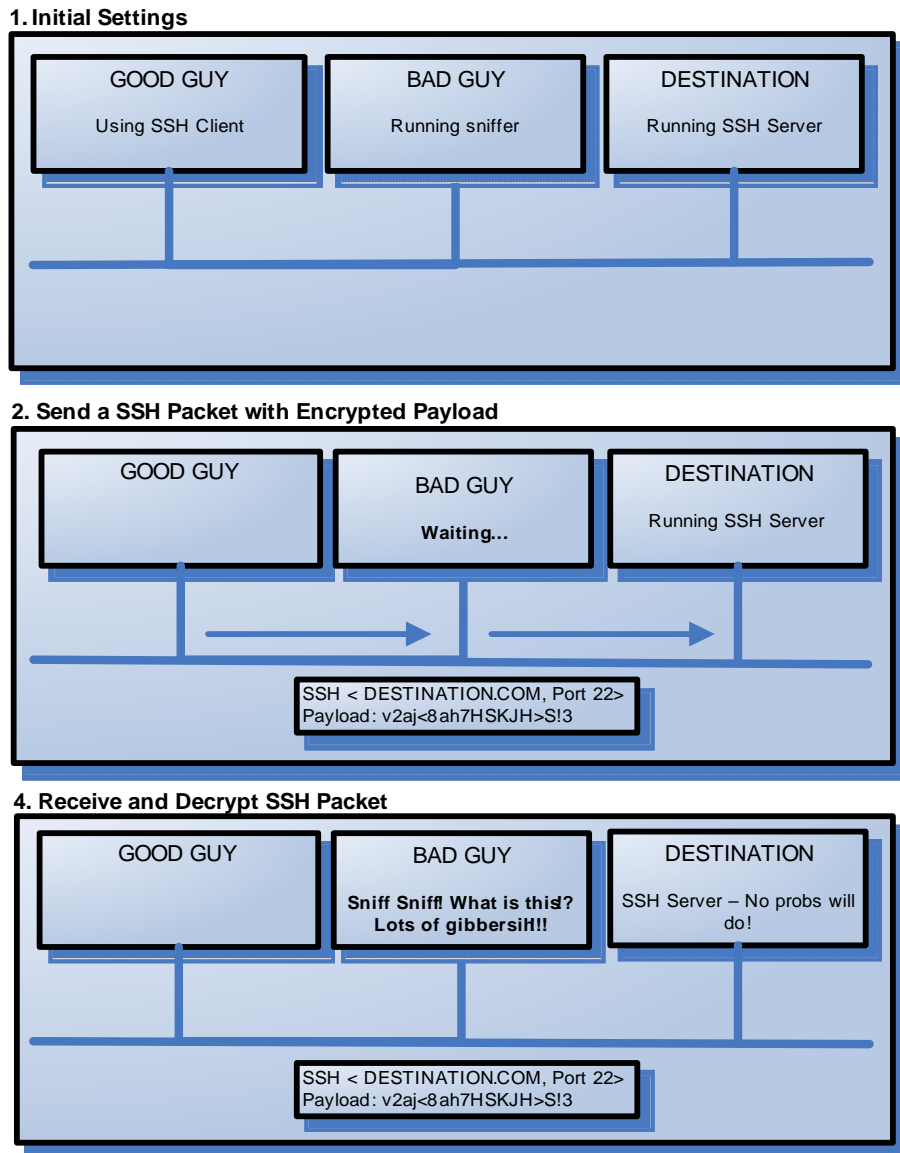 1. Initial Settings
GOOD GUY
Using SSH Client
BAD GUY
Running sniffer
DESTINATION
Running SSH Server
2. Send a SSH Packet with Encrypted Payload
GOOD GUY
BAD GUY
Waiting...
DESTINATION
Running SSH Server
SSH < DESTINATION.COM, Port 22>
Payload: v2aj<8ah7HSKJH>S!3
4. Receive and Decrypt SSH Packet
GOOD GUY
BAD GUY
Sniff Sniff! What is this!?
Lots of gibbersih!!!
DESTINATION
SSH Server – No probs will
do!
SSH < DESTINATION.COM, Port 22>
Payload: v2aj<8ah7HSKJH>S!3